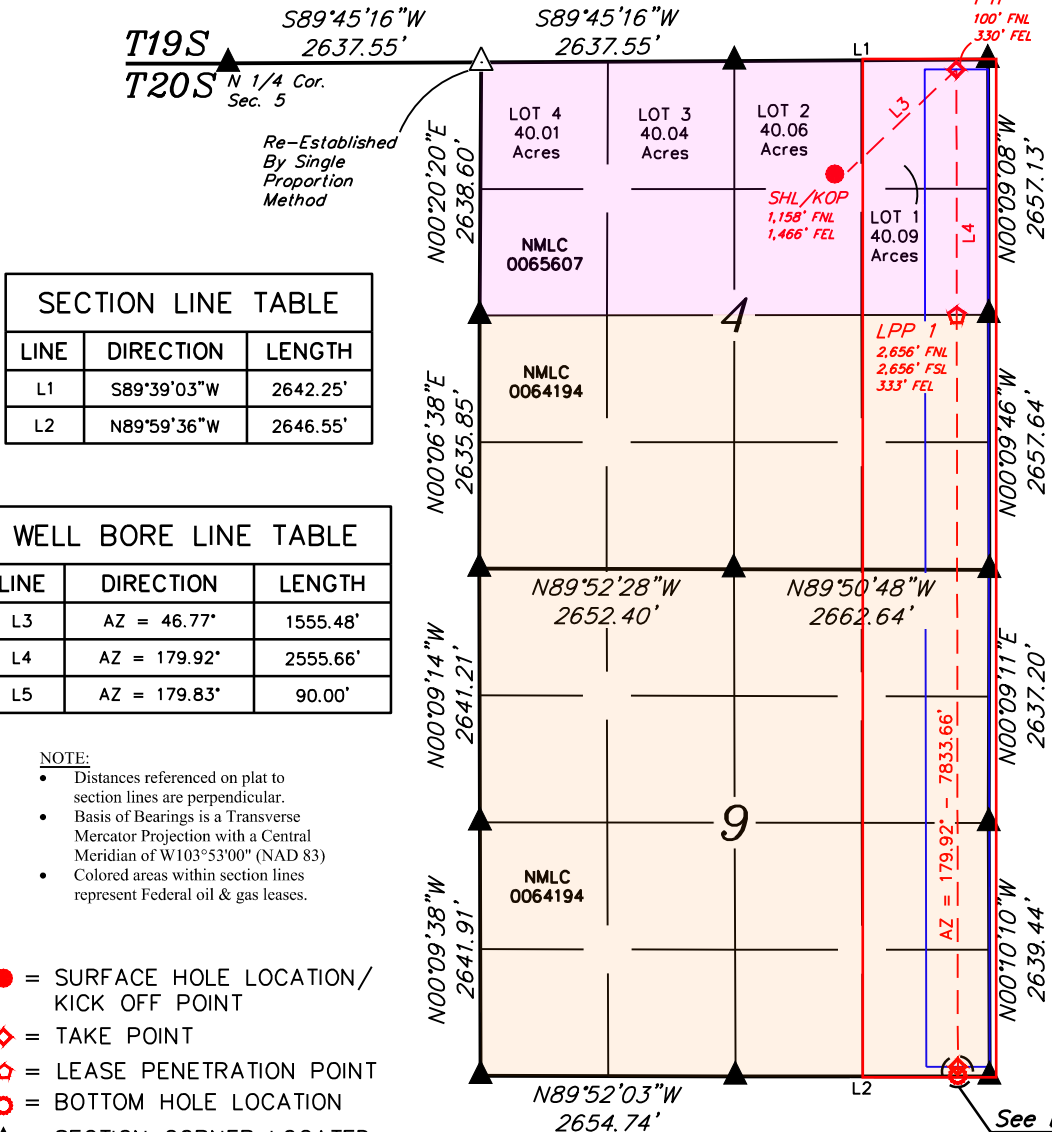 S89°45'16"W
2637.55'
S89°45'16"W
2637.55'
100' FNL
330' FEL
T19S
T20S
N 1/4 Cor.
Sec. 5
L1
Re-Established
By Single
Proportion
Method
N00°20'20"E
2638.60'
LOT 4
40.01
Acres
LOT 3
40.04
Acres
LOT 2
40.06
Acres
L3
SHL/KOP
1,158' FNL
1,466' FEL
LOT 1
40.09
Arces
L4
N00°09'08"W
2657.13'
NMLC
0065607
4
LPP 1
2,656' FNL
2,656' FSL
333' FEL
SECTION LINE TABLE
LINE DIRECTION LENGTH
L1 S89°39'03"W 2642.25'
L2 N89°59'36"W 2646.55'
N00°06'38"E
2635.85'
NMLC
0064194
N00°09'46"W
2657.64'
WELL BORE LINE TABLE
LINE DIRECTION LENGTH
L3 AZ = 46.77° 1555.48'
L4 AZ = 179.92° 2555.66'
L5 AZ = 179.83° 90.00'
N89°52'28"W
2652.40'
N89°50'48"W
2662.64'
N00°09'14"W
2641.21'
N00°09'11"E
2637.20'
AZ = 179.92° - 7833.66'
9
NOTE:
• Distances referenced on plat to
section lines are perpendicular.
• Basis of Bearings is a Transverse
Mercator Projection with a Central
Meridian of W103°53'00" (NAD 83)
• Colored areas within section lines
represent Federal oil & gas leases.
NMLC
0064194
N00°09'38"W
2641.91'
N00°10'10"W
2639.44'
= SURFACE HOLE LOCATION/
KICK OFF POINT
= TAKE POINT
= LEASE PENETRATION POINT
= BOTTOM HOLE LOCATION
= SECTION CORNER LOCATED
N89°52'03"W
2654.74'
L2
See